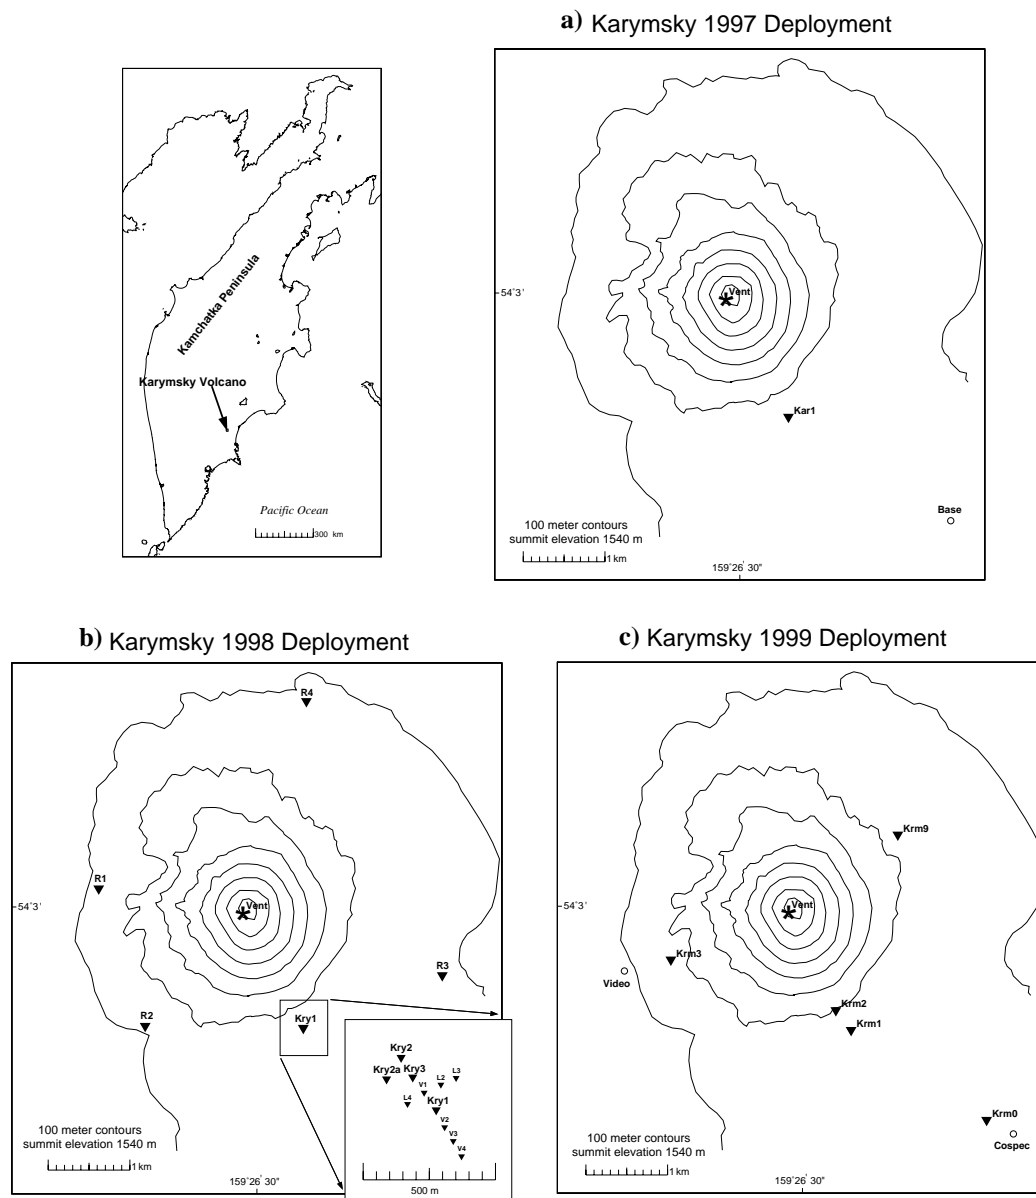 a) Karymsky 1997 Deployment
Kamchatka Peninsula
Karymsky Volcano
Pacific Ocean
300 km
54°3'
Vent
Kar1
Base
100 meter contours
summit elevation 1540 m
1 km
159°26' 30"
b) Karymsky 1998 Deployment
R4
R1
54°3'
Vent
R3
R2
Kry1
Kry2
Kry2a
Kry3
L3
L2
V1
L4
Kry1
V2
V3
V4
500 m
100 meter contours
summit elevation 1540 m
1 km
159°26' 30"
c) Karymsky 1999 Deployment
Krm9
54°3'
Vent
Krm3
Video
Krm2
Krm1
Krm0
Cospec
100 meter contours
summit elevation 1540 m
1 km
159°26' 30"